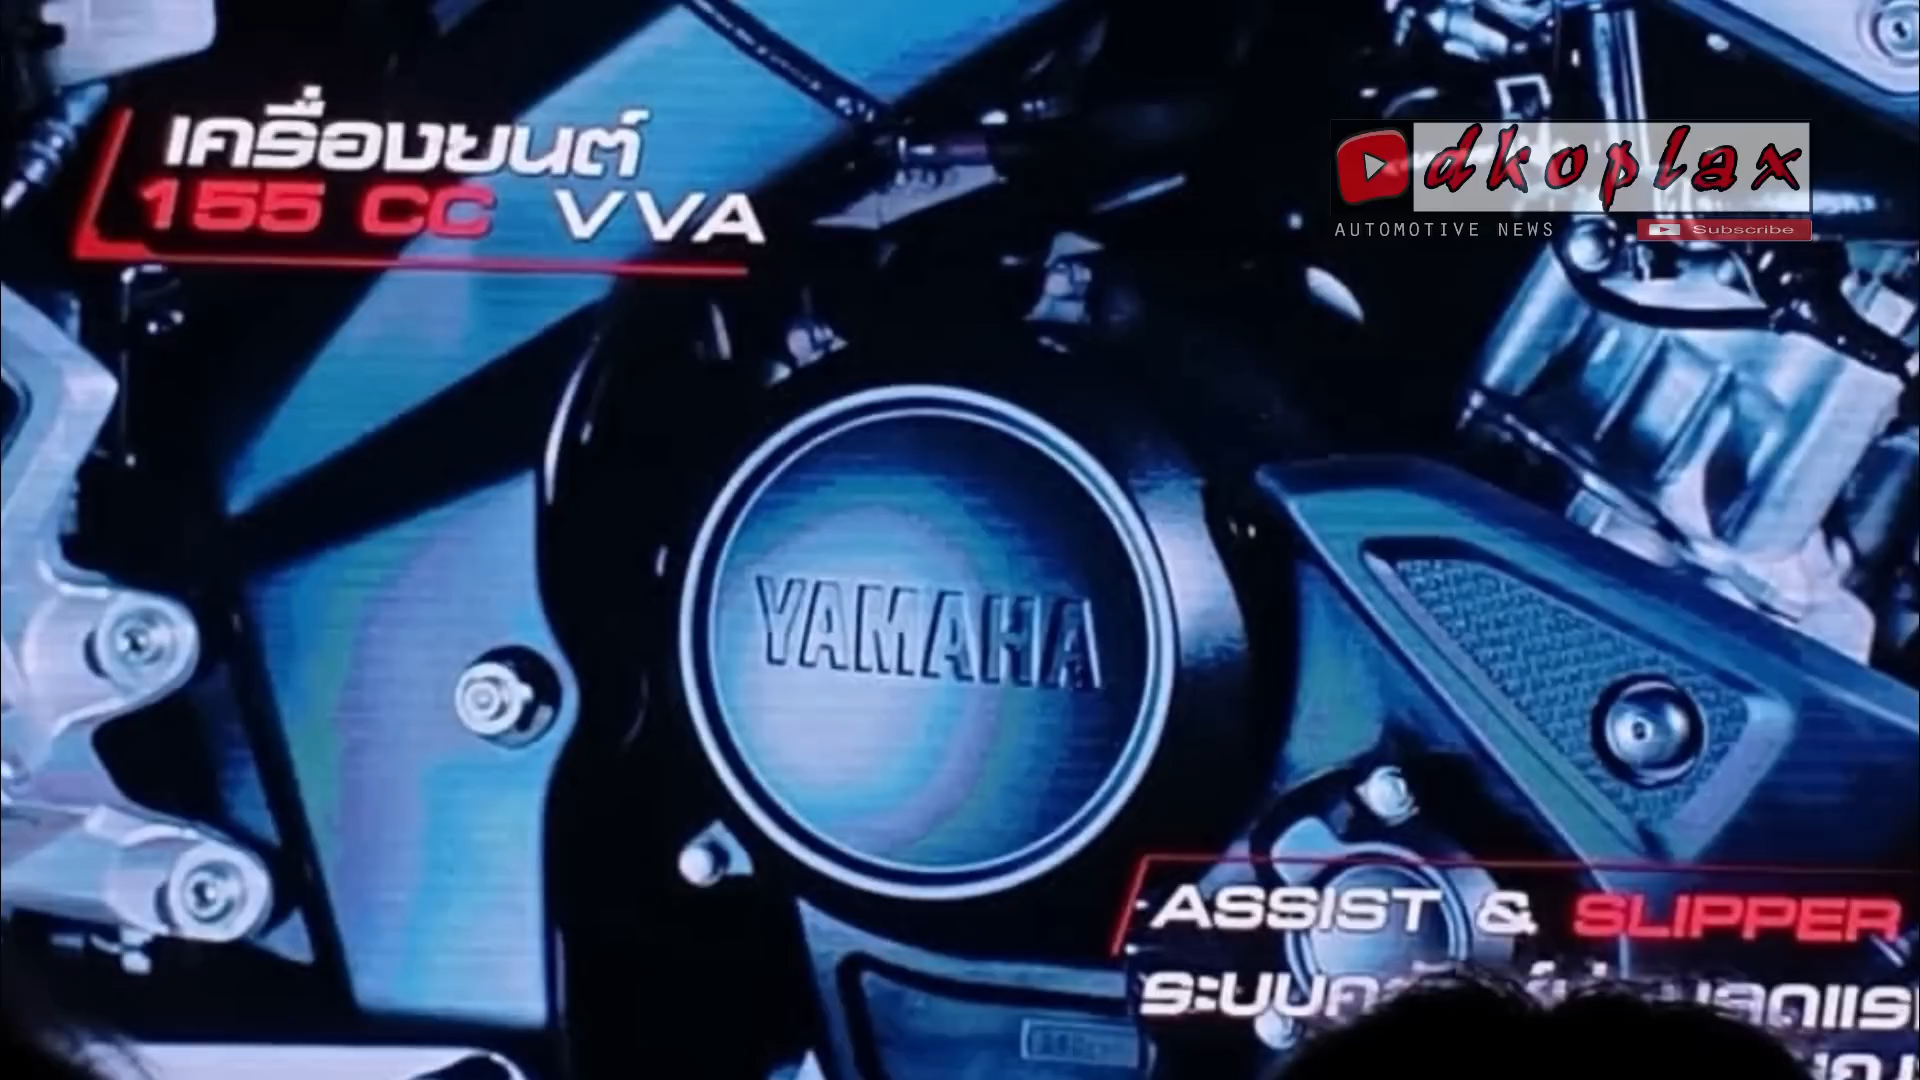 เครื่องยนต์
155 CC VVA
dkoplax
AUTOMOTIVE NEWS
Subscribe
YAMAHA
ASSIST & SLIPPER